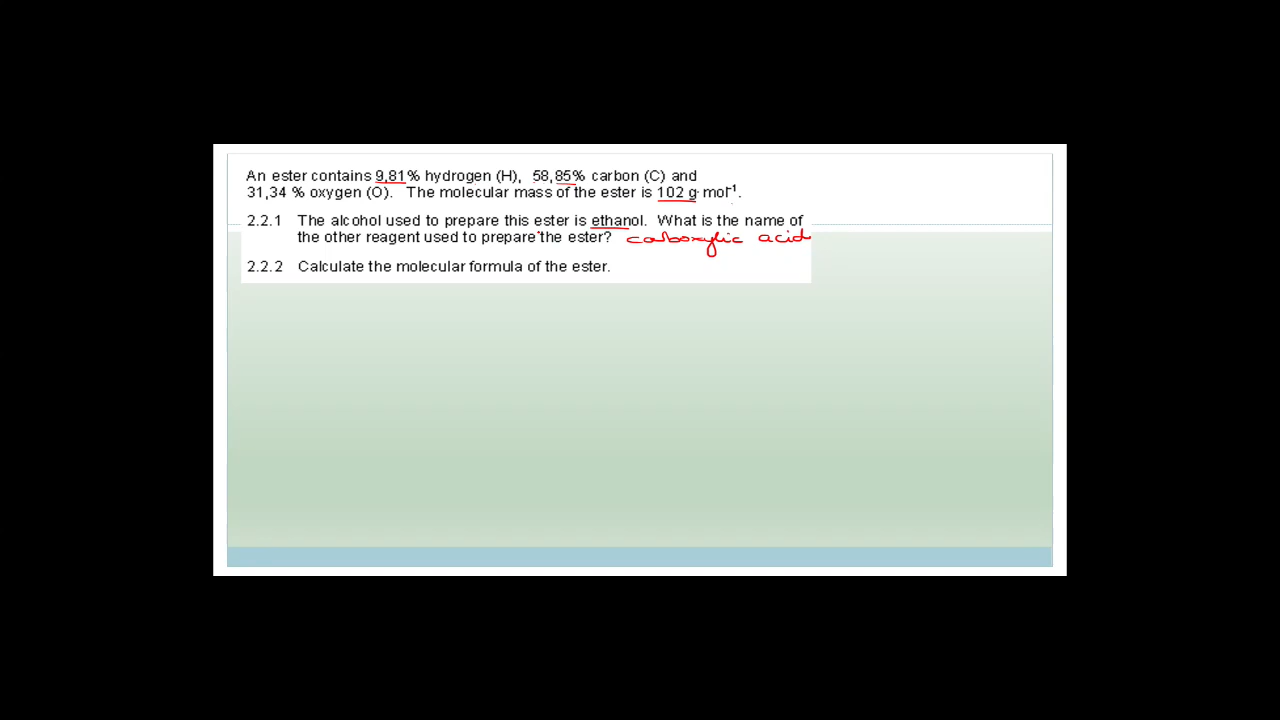 An ester contains 9,81% hydrogen (H), 58,85% carbon (C) and
31,34 % oxygen (O). The molecular mass of the ester is 102 g·mol⁻¹.
2.2.1 The alcohol used to prepare this ester is ethanol. What is the name of
the other reagent used to prepare the ester? carboxylic acid
2.2.2 Calculate the molecular formula of the ester.